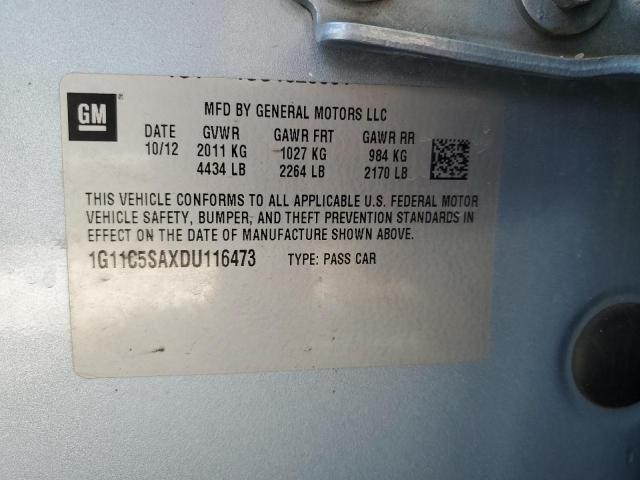 GM
MFD BY GENERAL MOTORS LLC
DATE GVWR GAWR FRT GAWR RR
10/12 2011 KG 1027 KG 984 KG
4434 LB 2264 LB 2170 LB
THIS VEHICLE CONFORMS TO ALL APPLICABLE U.S. FEDERAL MOTOR
VEHICLE SAFETY, BUMPER, AND THEFT PREVENTION STANDARDS IN
EFFECT ON THE DATE OF MANUFACTURE SHOWN ABOVE.
1G11C5SAXDU116473 TYPE: PASS CAR